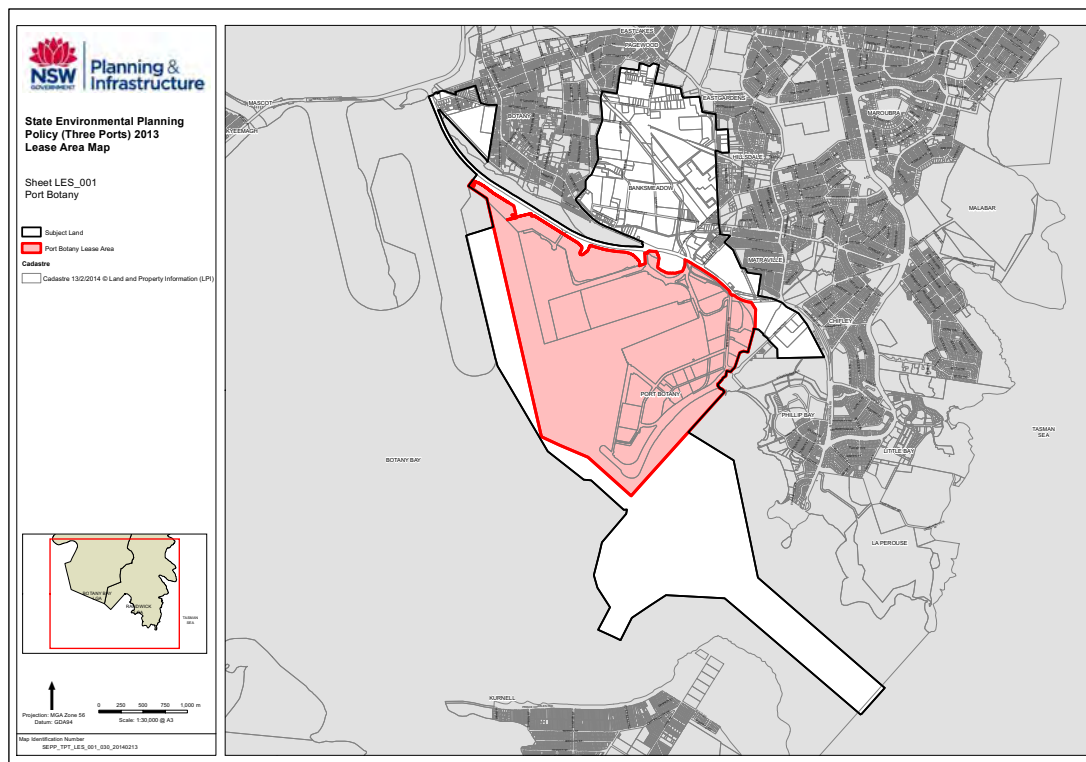 NSW
GOVERNMENT
Planning &
Infrastructure
State Environmental Planning
Policy (Three Ports) 2013
Lease Area Map
Sheet LES_001
Port Botany
Subject Land
Port Botany Lease Area
Cadastre
Cadastre 13/2/2014 © Land and Property Information (LPI)
BOTANY BAY
LGA
RANDWICK
TASMAN
SEA
Projection: MGA Zone 56
Datum: GDA94
0 250 500 750 1,000 m
Scale: 1:30,000 @ A3
Map Identification Number
SEPP_TPT_LES_001_030_20140213
EASTLAKES
PAGEWOOD
MASCOT
KYEEMAGH
BOTANY
EASTGARDENS
MAROUBRA
HILLSDALE
BANKSMEADOW
MALABAR
MATRAVILLE
CHIFLEY
PORT BOTANY
PHILLIP BAY
TASMAN
SEA
LITTLE BAY
BOTANY BAY
LA PEROUSE
KURNELL